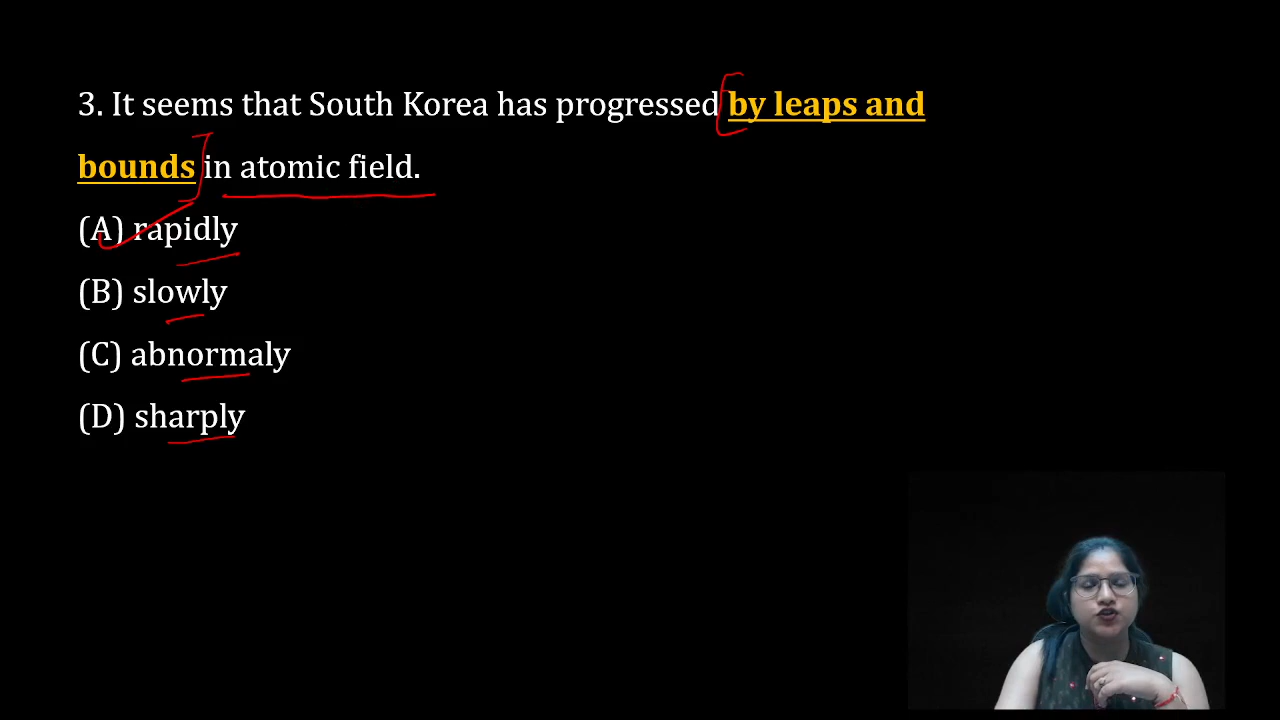 3. It seems that South Korea has progressed by leaps and
bounds in atomic field.
(A) rapidly
(B) slowly
(C) abnormaly
(D) sharply